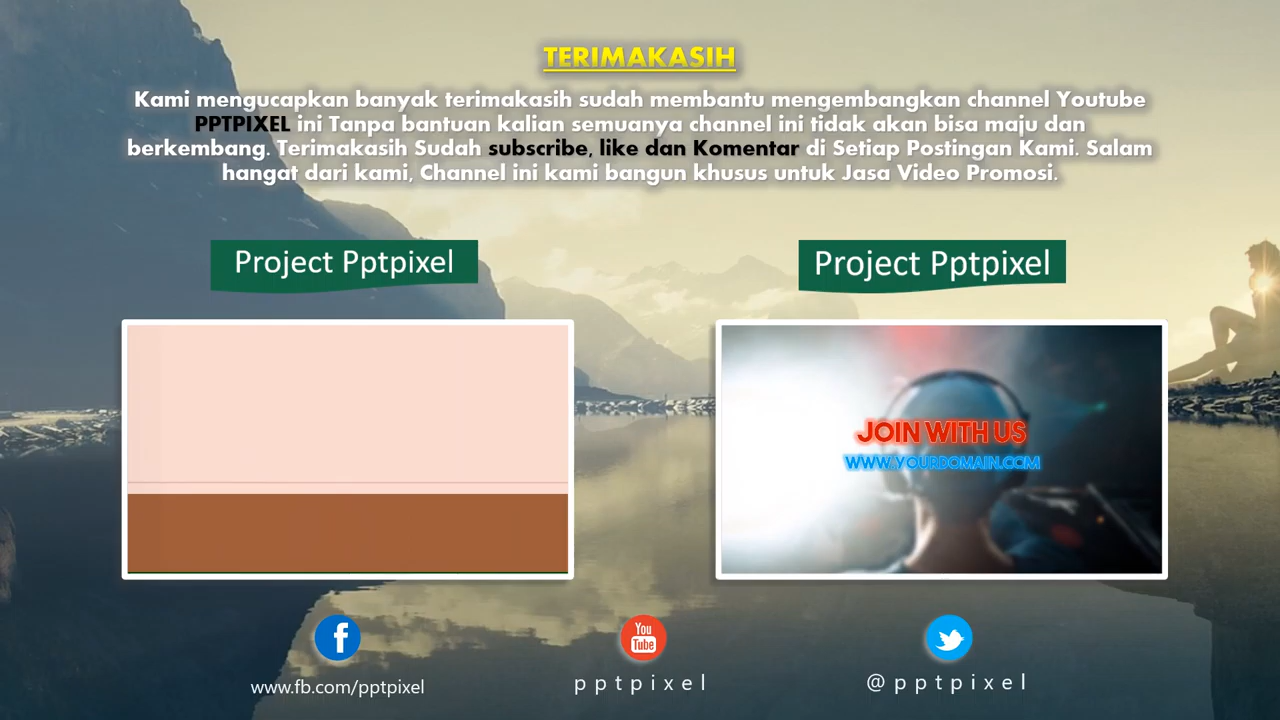 TERIMAKASIH
Kami mengucapkan banyak terimakasih sudah membantu mengembangkan channel Youtube
PPTPIXEL ini Tanpa bantuan kalian semuanya channel ini tidak akan bisa maju dan
berkembang. Terimakasih Sudah subscribe, like dan Komentar di Setiap Postingan Kami. Salam
hangat dari kami, Channel ini kami bangun khusus untuk Jasa Video Promosi.
Project Pptpixel
Project Pptpixel
JOIN WITH US
WWW.YOURDOMAIN.COM
f
You
Tube
www.fb.com/pptpixel
pptpixel
@pptpixel